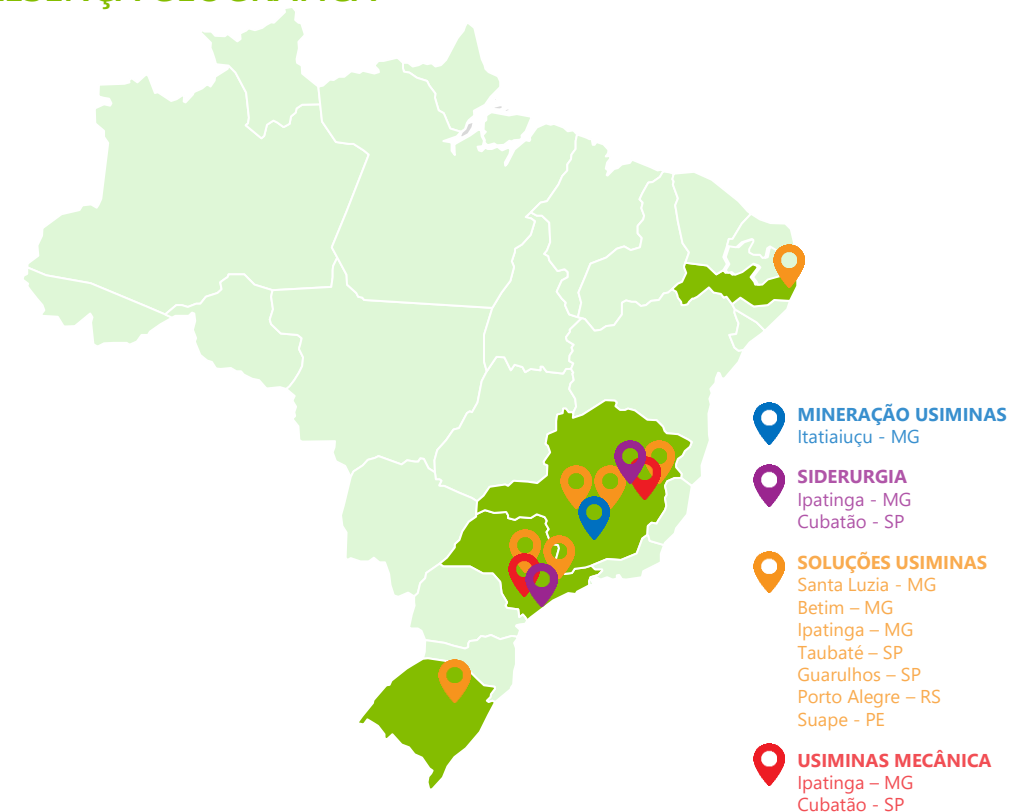 MINERAÇÃO USIMINAS
Itatiaiuçu - MG
SIDERURGIA
Ipatinga - MG
Cubatão - SP
SOLUÇÕES USIMINAS
Santa Luzia - MG
Betim – MG
Ipatinga – MG
Taubaté – SP
Guarulhos – SP
Porto Alegre – RS
Suape - PE
USIMINAS MECÂNICA
Ipatinga – MG
Cubatão - SP